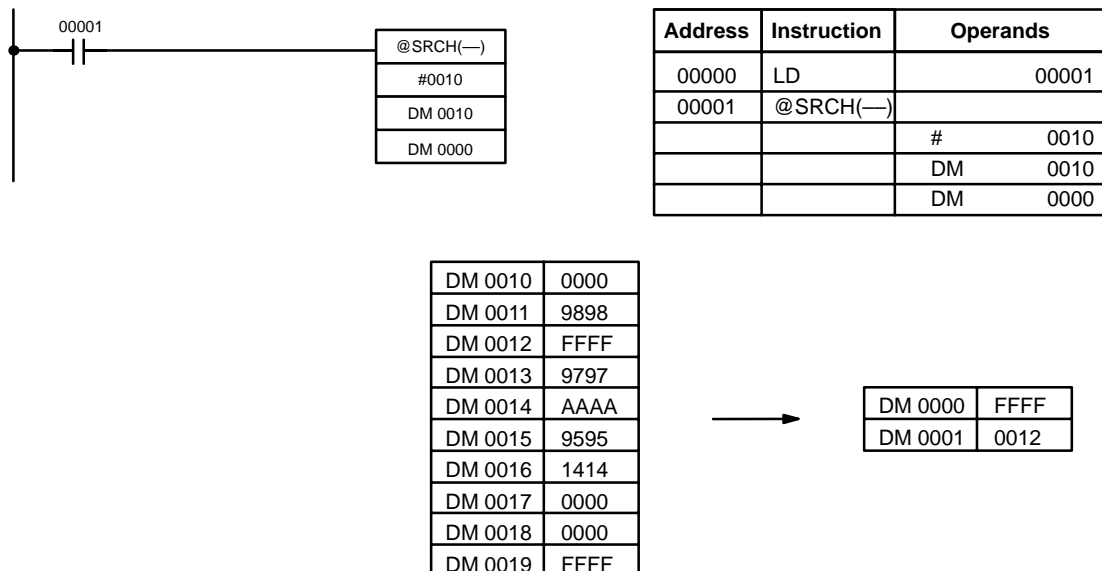 00001
@SRCH(—)
#0010
DM 0010
DM 0000
Address Instruction Operands
00000 LD 00001
00001 @SRCH(—)
# 0010
DM 0010
DM 0000
DM 0010 0000
DM 0011 9898
DM 0012 FFFF
DM 0013 9797
DM 0014 AAAA
DM 0015 9595
DM 0016 1414
DM 0017 0000
DM 0018 0000
DM 0019 FFFF
DM 0000 FFFF
DM 0001 0012